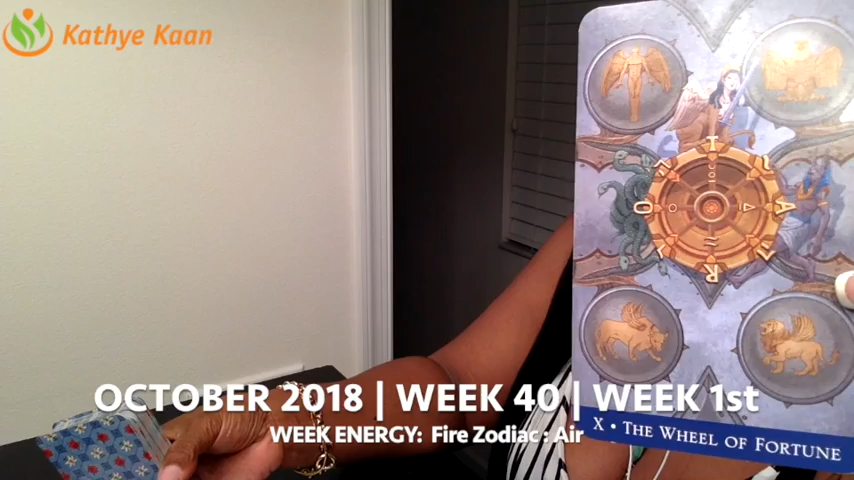 Kathye Kaan
OCTOBER 2018 | WEEK 40 | WEEK 1st
WEEK ENERGY:  Fire Zodiac : Air
X • THE WHEEL OF FORTUNE
T
A
R
O